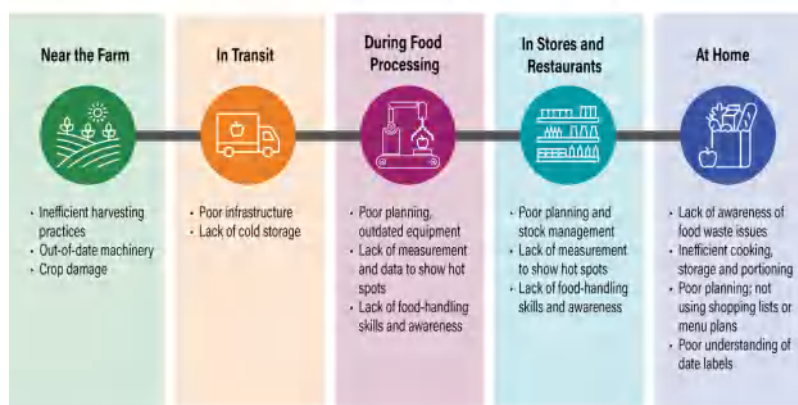 Near the Farm
• Inefficient harvesting
practices
• Out-of-date machinery
• Crop damage
In Transit
• Poor infrastructure
• Lack of cold storage
During Food
Processing
• Poor planning,
outdated equipment
• Lack of measurement
and data to show hot
spots
• Lack of food-handling
skills and awareness
In Stores and
Restaurants
• Poor planning and
stock management
• Lack of measurement
to show hot spots
• Lack of food-handling
skills and awareness
At Home
• Lack of awareness of
food waste issues
• Inefficient cooking,
storage and portioning
• Poor planning; not
using shopping lists or
menu plans
• Poor understanding of
date labels